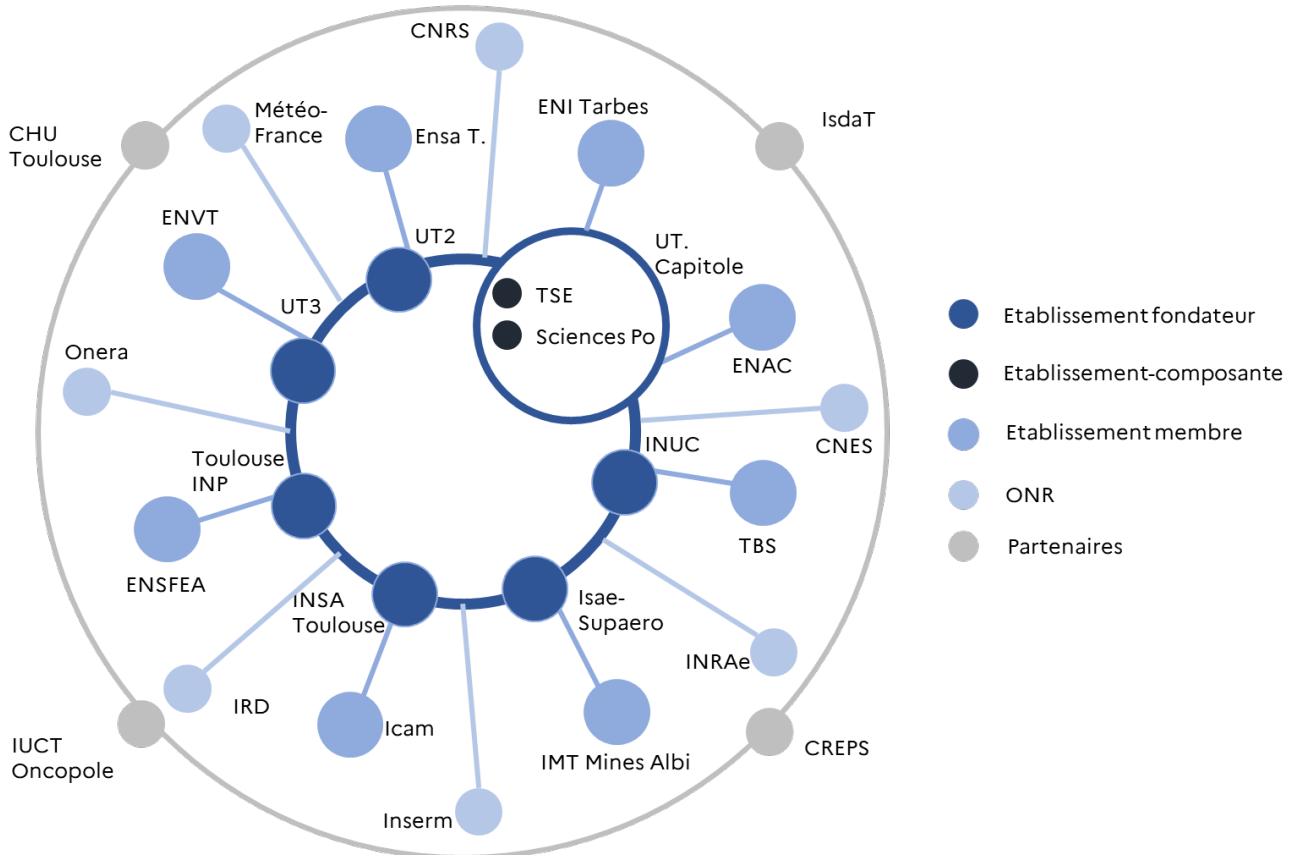 CNRS
Météo-
France
Ensa T.
ENI Tarbes
IsdaT
CHU
Toulouse
ENVT
UT2
UT.
Capitole
UT3
TSE
Sciences Po
Onera
ENAC
CNES
INUC
Toulouse
INP
TBS
ENSFEA
INSA
Toulouse
Isae-
Supaero
INRAe
IRD
Icam
IMT Mines Albi
CREPS
IUCT
Oncopole
Inserm
Etablissement fondateur
Etablissement-composante
Etablissement membre
ONR
Partenaires